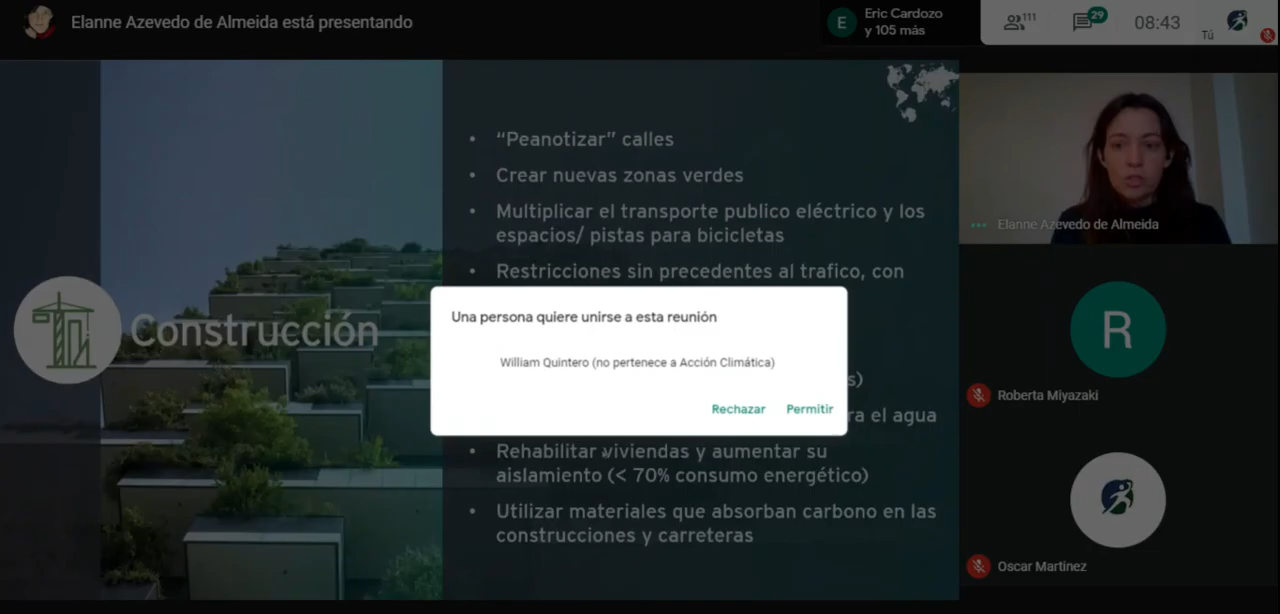 Elanne Azevedo de Almeida está presentando
Eric Cardozo
y 105 más
E
111
29
08:43
Tú
• “Peanotizar” calles
• Crear nuevas zonas verdes
• Multiplicar el transporte publico eléctrico y los
espacios/ pistas para bicicletas
• Restricciones sin precedentes al trafico, con
Construcción
Una persona quiere unirse a esta reunión
William Quintero (no pertenece a Acción Climática)
Rechazar Permitir
s)
ra el agua
• Rehabilitar viviendas y aumentar su
aislamiento (< 70% consumo energético)
• Utilizar materiales que absorban carbono en las
construcciones y carreteras
Elanne Azevedo de Almeida
R
Roberta Miyazaki
Oscar Martinez